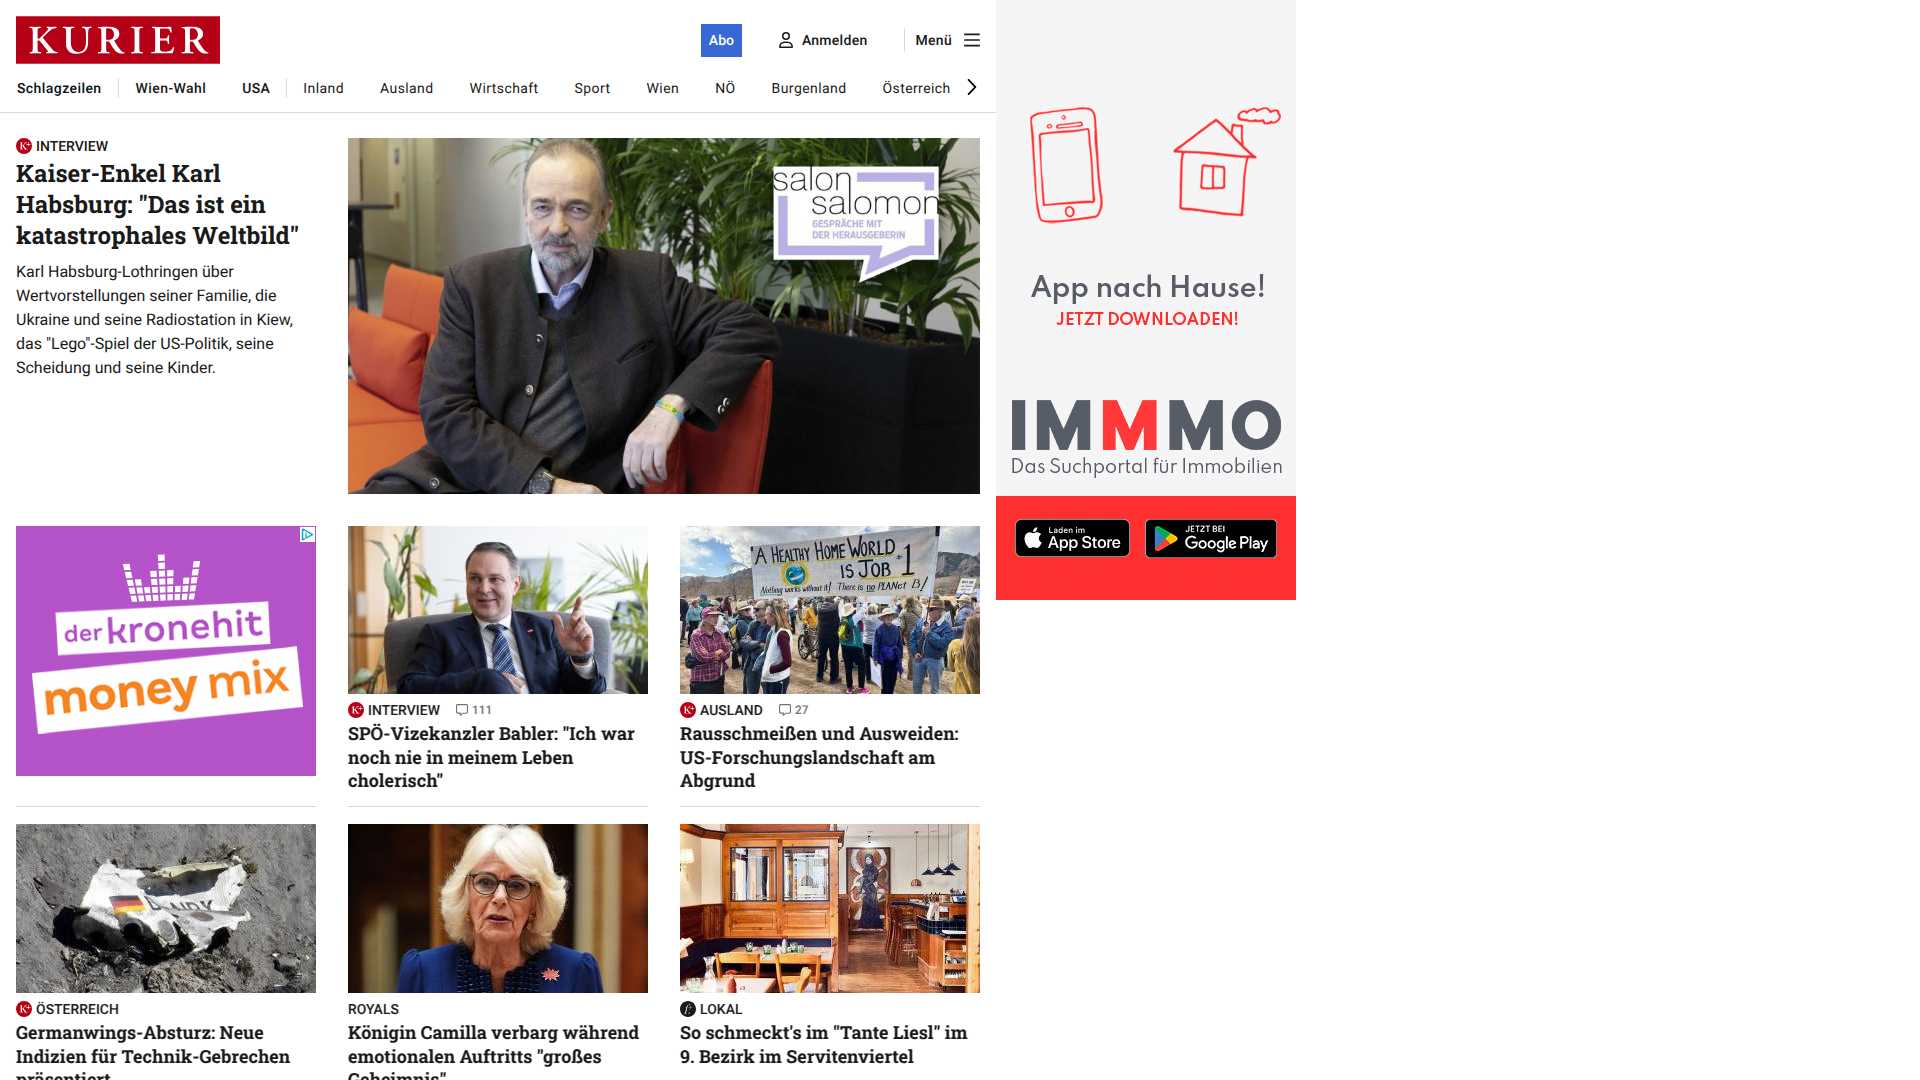 KURIER
Abo
Anmelden
Menü
Schlagzeilen
Wien-Wahl
USA
Inland
Ausland
Wirtschaft
Sport
Wien
NÖ
Burgenland
Österreich
INTERVIEW
Kaiser-Enkel Karl
Habsburg: "Das ist ein
katastrophales Weltbild"
Karl Habsburg-Lothringen über
Wertvorstellungen seiner Familie, die
Ukraine und seine Radiostation in Kiew,
das "Lego"-Spiel der US-Politik, seine
Scheidung und seine Kinder.
salon
salomon
GESPRÄCHE MIT
DER HERAUSGEBERIN
App nach Hause!
JETZT DOWNLOADEN!
IMMMO
Das Suchportal für Immobilien
Laden im
App Store
JETZT BEI
Google Play
der kronehit
money mix
A HEALTHY HOME WORLD
IS JOB #1
Nothing works without it! There is no PLANet B!
K+ INTERVIEW 111
SPÖ-Vizekanzler Babler: "Ich war
noch nie in meinem Leben
cholerisch"
K+ AUSLAND 27
Rausschmeißen und Ausweiden:
US-Forschungslandschaft am
Abgrund
K+ ÖSTERREICH
Germanwings-Absturz: Neue
Indizien für Technik-Gebrechen
präsentiert
ROYALS
Königin Camilla verbarg während
emotionalen Auftritts "großes
Geheimnis"
LOKAL
So schmeckt's im "Tante Liesl" im
9. Bezirk im Servitenviertel